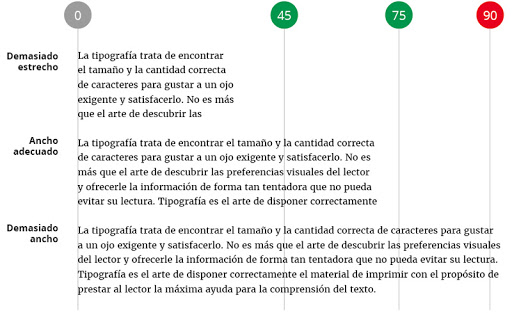 0 45 75 90
Demasiado estrecho
La tipografía trata de encontrar
el tamaño y la cantidad correcta
de caracteres para gustar a un ojo
exigente y satisfacerlo. No es más
que el arte de descubrir las
Ancho adecuado
La tipografía trata de encontrar el tamaño y la cantidad correcta
de caracteres para gustar a un ojo exigente y satisfacerlo. No es
más que el arte de descubrir las preferencias visuales del lector
y ofrecerle la información de forma tan tentadora que no pueda
evitar su lectura. Tipografía es el arte de disponer correctamente
Demasiado ancho
La tipografía trata de encontrar el tamaño y la cantidad correcta de caracteres para gustar
a un ojo exigente y satisfacerlo. No es más que el arte de descubrir las preferencias visuales
del lector y ofrecerle la información de forma tan tentadora que no pueda evitar su lectura.
Tipografía es el arte de disponer correctamente el material de imprimir con el propósito de
prestar al lector la máxima ayuda para la comprensión del texto.